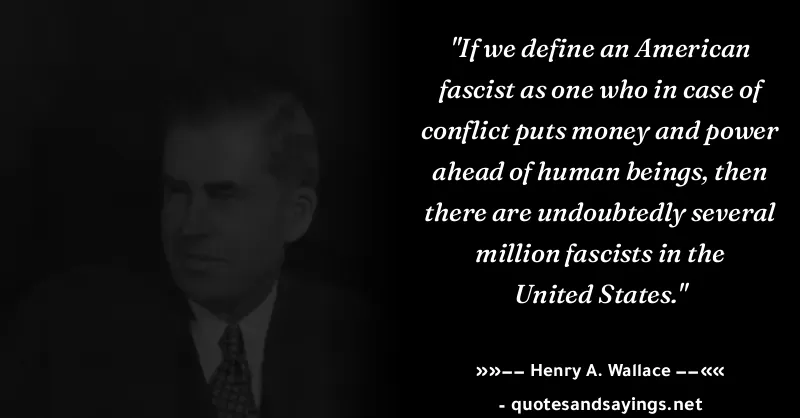 "If we define an American
fascist as one who in case of
conflict puts money and power
ahead of human beings, then
there are undoubtedly several
million fascists in the
United States."
»»−− Henry A. Wallace −−««
- quotesandsayings.net